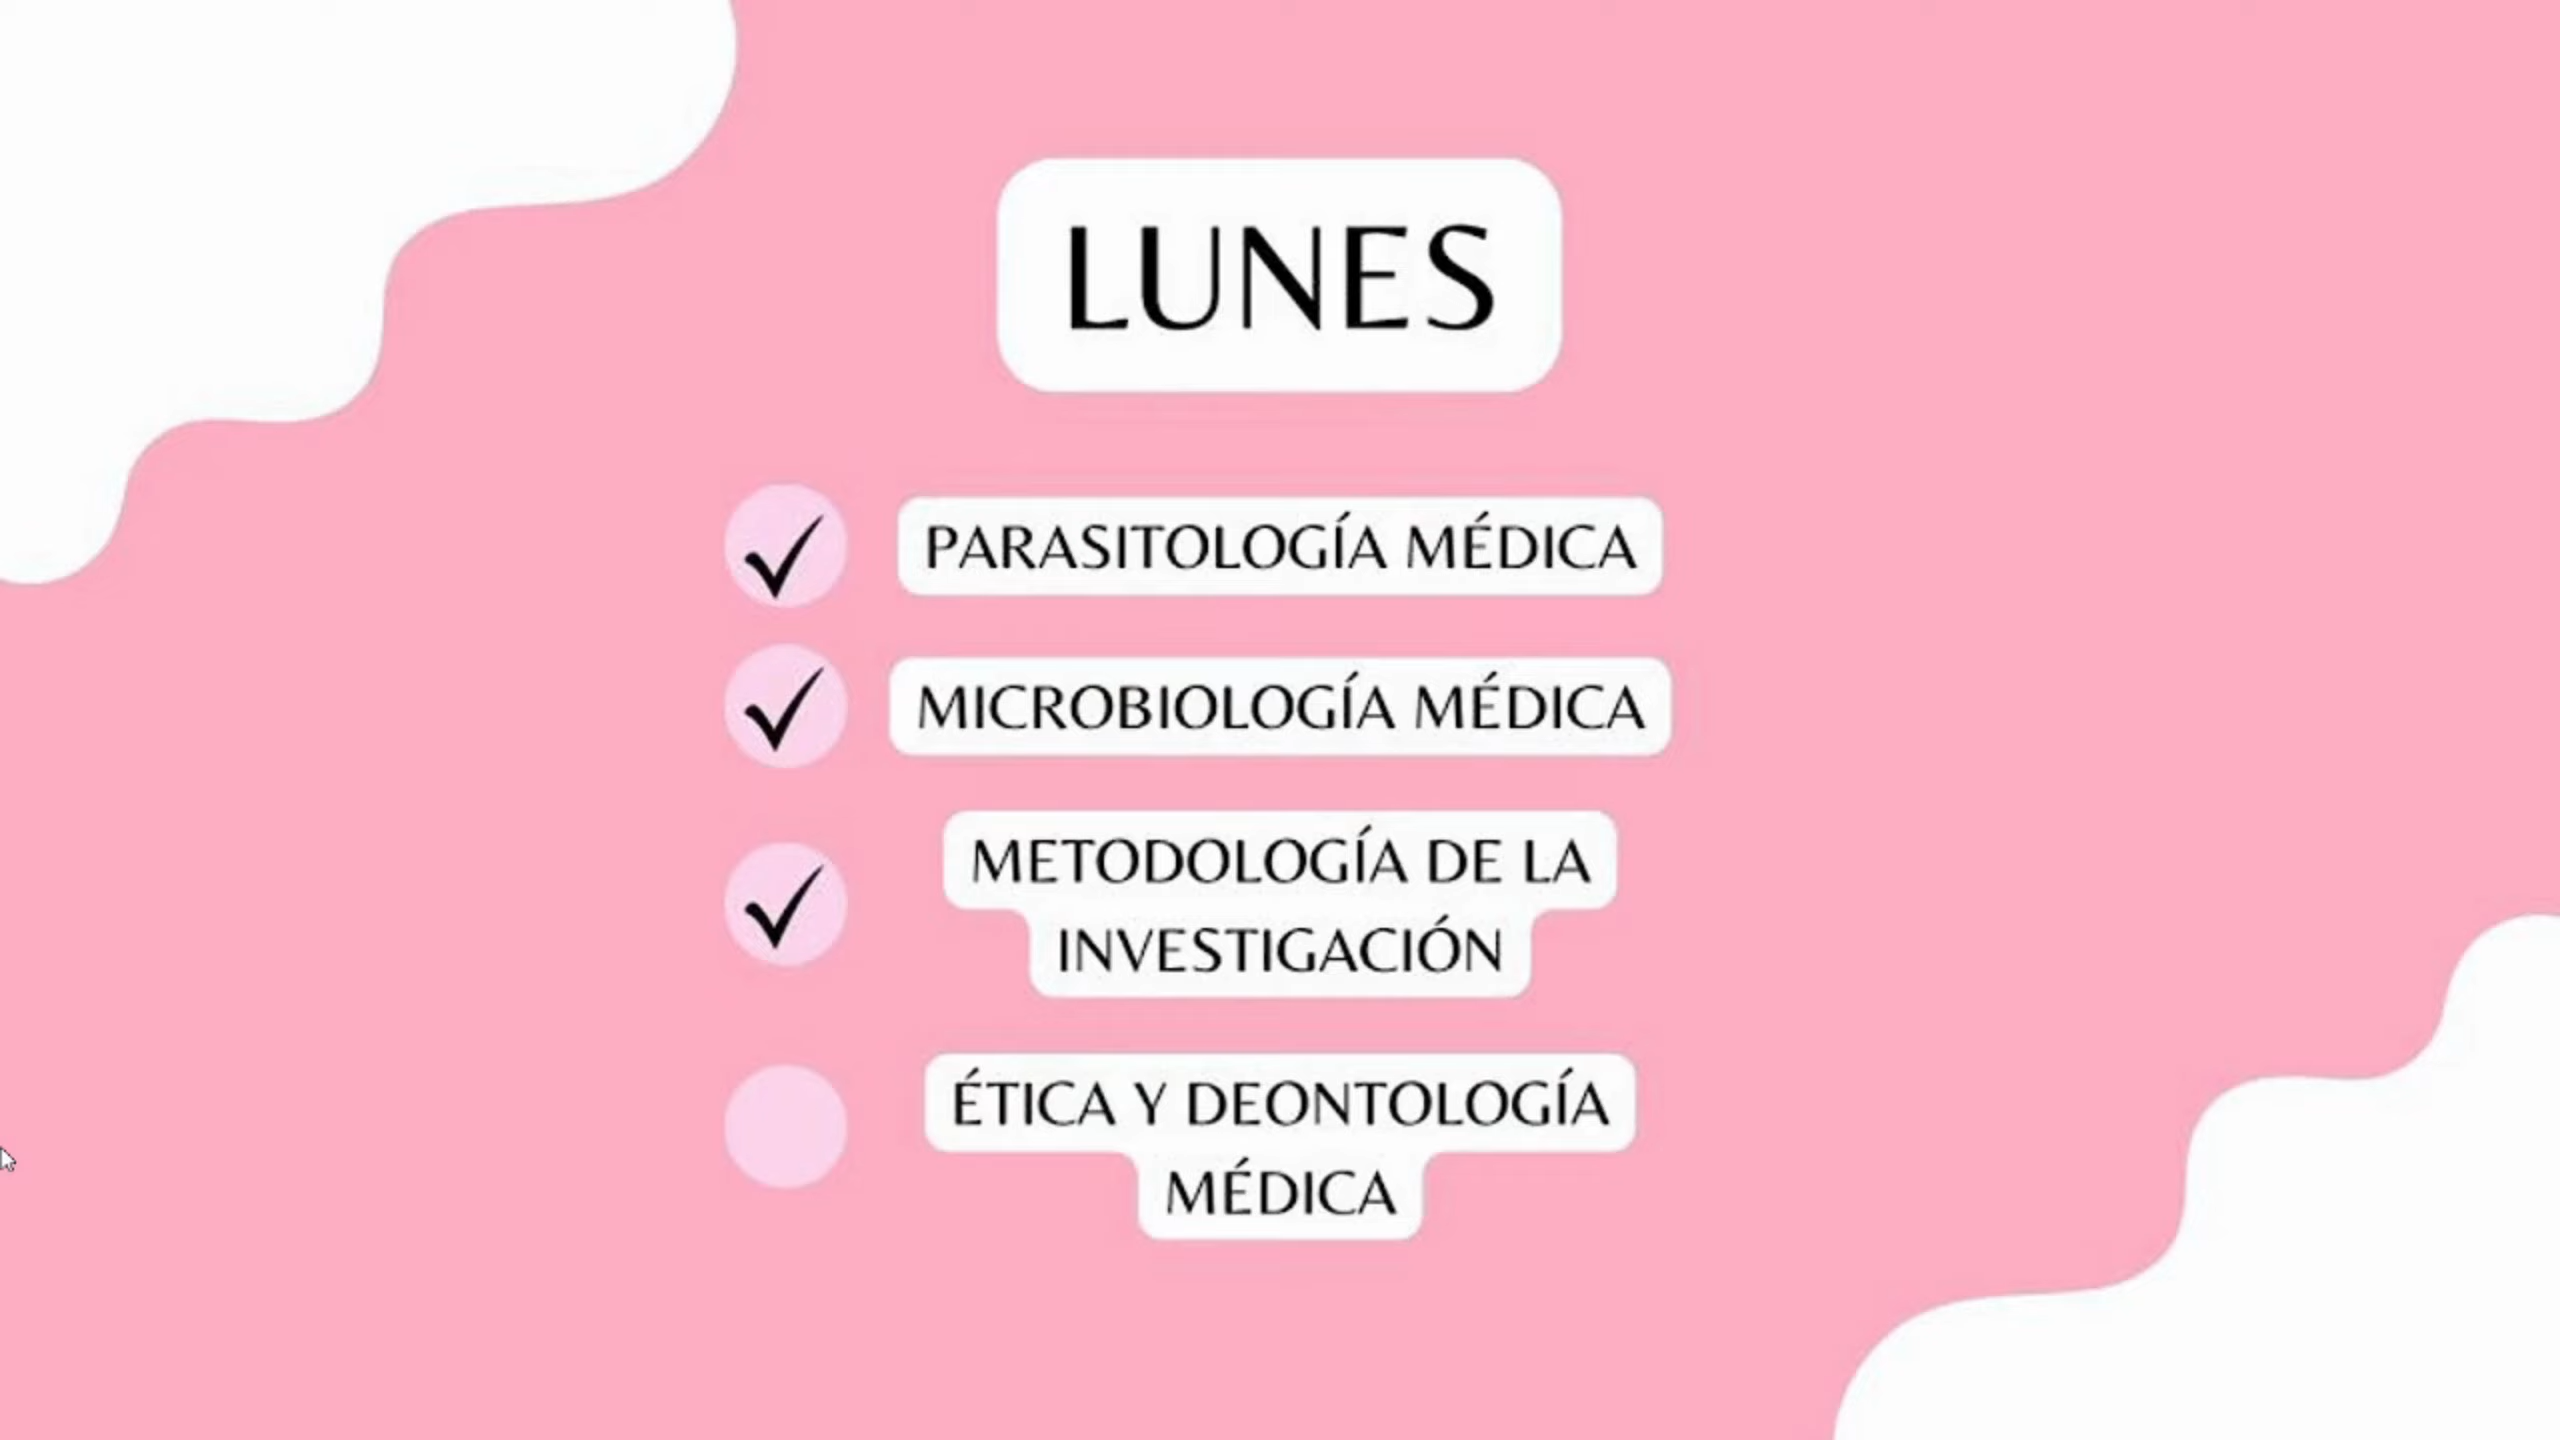 LUNES
PARASITOLOGÍA MÉDICA
MICROBIOLOGÍA MÉDICA
METODOLOGÍA DE LA
INVESTIGACIÓN
ÉTICA Y DEONTOLOGÍA
MÉDICA